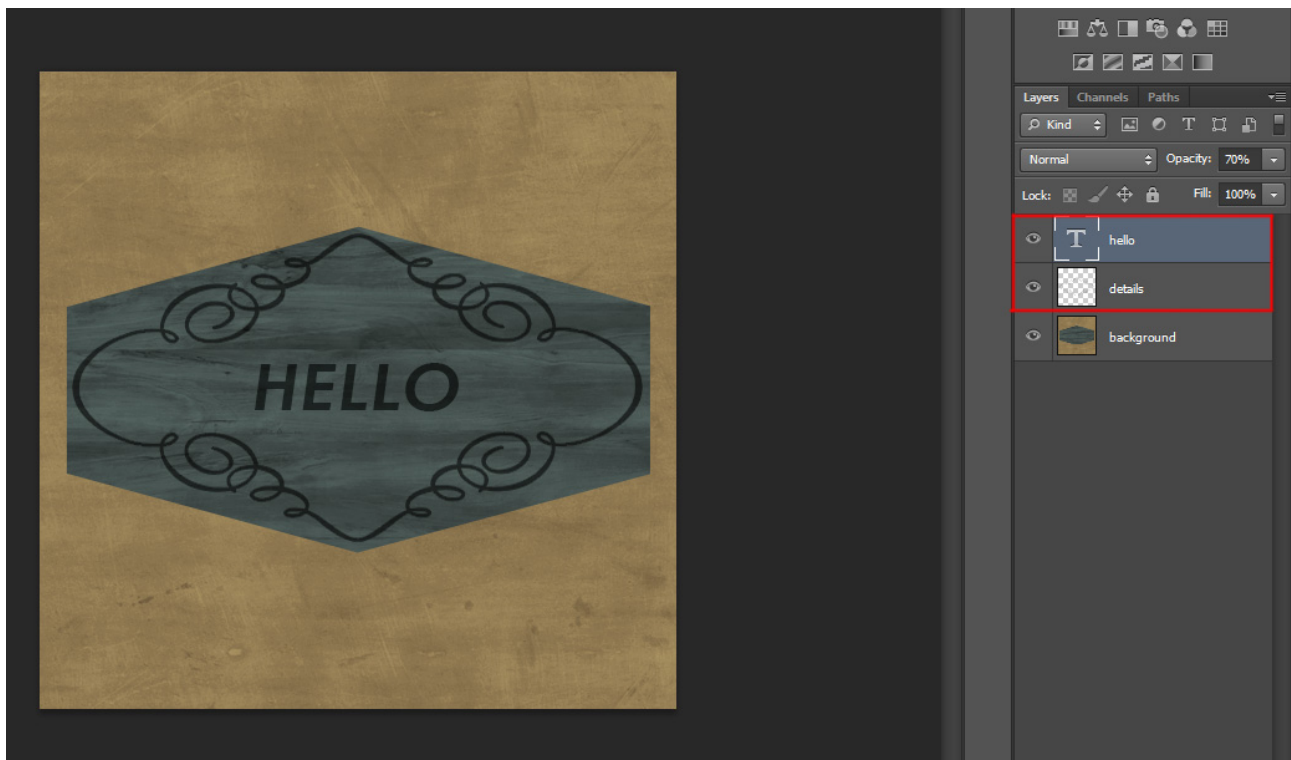 Layers Channels Paths
Kind
Normal Opacity: 70%
Lock: Fill: 100%
T hello
details
background
HELLO